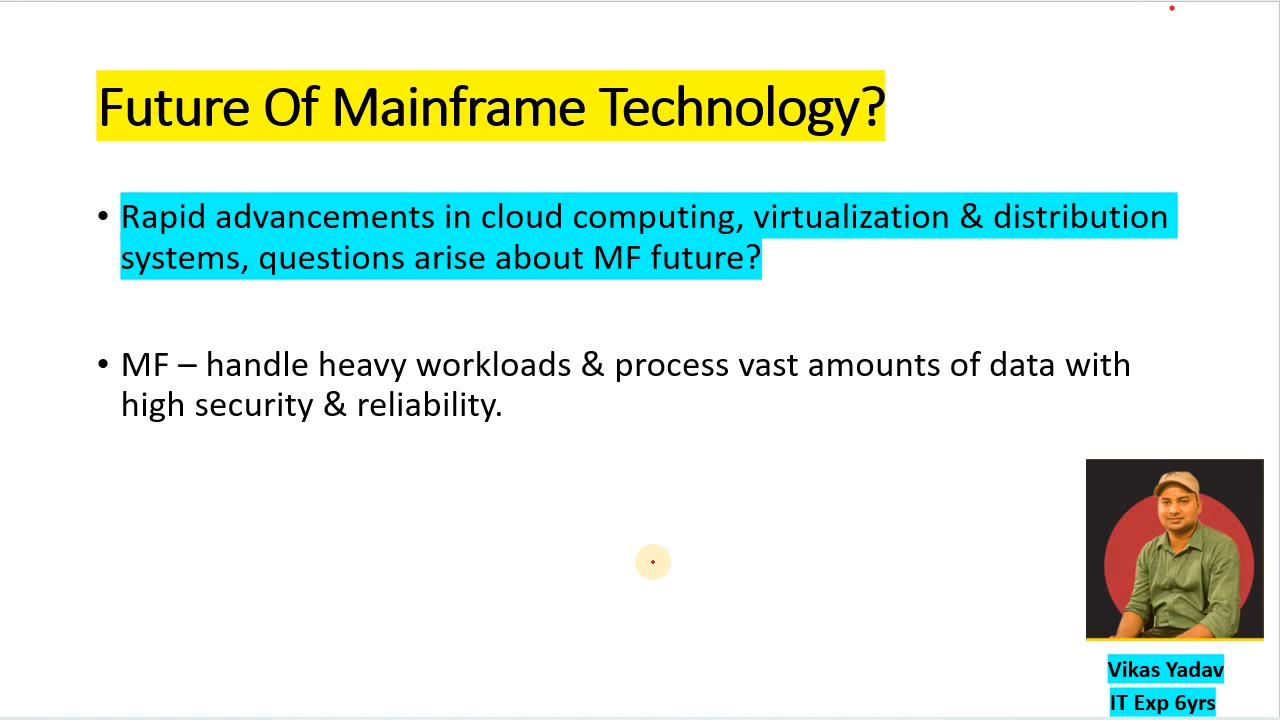 Future Of Mainframe Technology?
• Rapid advancements in cloud computing, virtualization & distribution
systems, questions arise about MF future?
• MF – handle heavy workloads & process vast amounts of data with
high security & reliability.
Vikas Yadav
IT Exp 6yrs